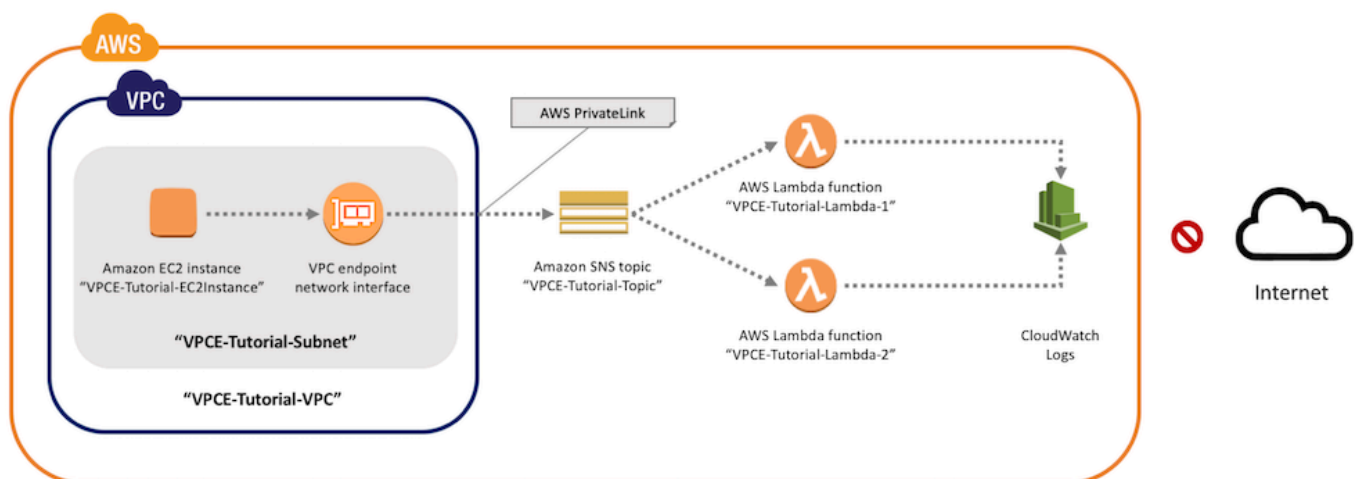 AWS
VPC
AWS PrivateLink
Amazon EC2 instance
“VPCE-Tutorial-EC2Instance”
VPC endpoint
network interface
“VPCE-Tutorial-Subnet”
“VPCE-Tutorial-VPC”
Amazon SNS topic
“VPCE-Tutorial-Topic”
AWS Lambda function
“VPCE-Tutorial-Lambda-1”
AWS Lambda function
“VPCE-Tutorial-Lambda-2”
CloudWatch
Logs
Internet